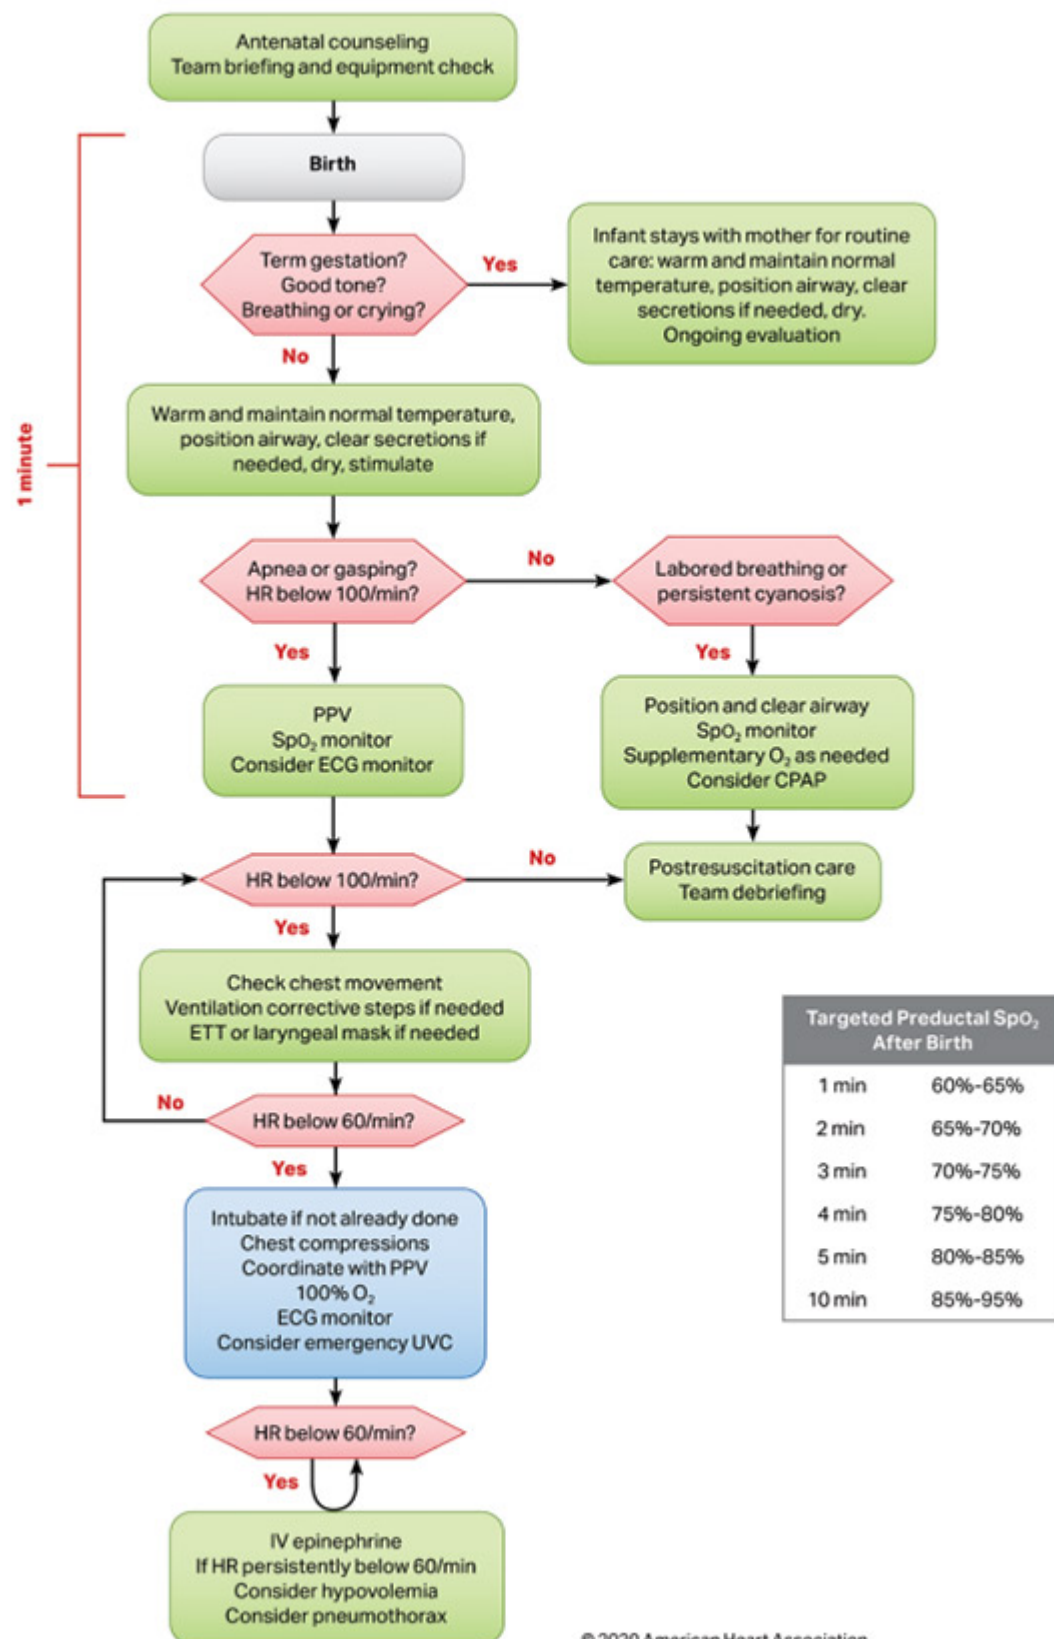 Antenatal counseling
Team briefing and equipment check
Birth
Term gestation?
Good tone?
Breathing or crying?
Yes
Infant stays with mother for routine
care: warm and maintain normal
temperature, position airway, clear
secretions if needed, dry.
Ongoing evaluation
No
1 minute
Warm and maintain normal temperature,
position airway, clear secretions if
needed, dry, stimulate
Apnea or gasping?
HR below 100/min?
No
Labored breathing or
persistent cyanosis?
Yes
Yes
PPV
SpO₂ monitor
Consider ECG monitor
Position and clear airway
SpO₂ monitor
Supplementary O₂ as needed
Consider CPAP
HR below 100/min?
No
Postresuscitation care
Team debriefing
Yes
Check chest movement
Ventilation corrective steps if needed
ETT or laryngeal mask if needed
No
HR below 60/min?
Yes
Intubate if not already done
Chest compressions
Coordinate with PPV
100% O₂
ECG monitor
Consider emergency UVC
HR below 60/min?
Yes
IV epinephrine
If HR persistently below 60/min
Consider hypovolemia
Consider pneumothorax
Targeted Preductal SpO₂
After Birth
1 min 60%-65%
2 min 65%-70%
3 min 70%-75%
4 min 75%-80%
5 min 80%-85%
10 min 85%-95%
© 2020 American Heart Association